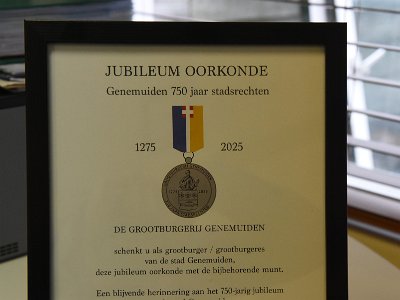 JUBILEUM OORKONDE
Genemuiden 750 jaar stadsrechten
1275 2025
DE GROOTBURGERIJ GENEMUIDEN
schenkt u als grootburger / grootburgeres
van de stad Genemuiden,
deze jubileum oorkonde met de bijbehorende munt.
Een blijvende herinnering aan het 750-jarig jubileum